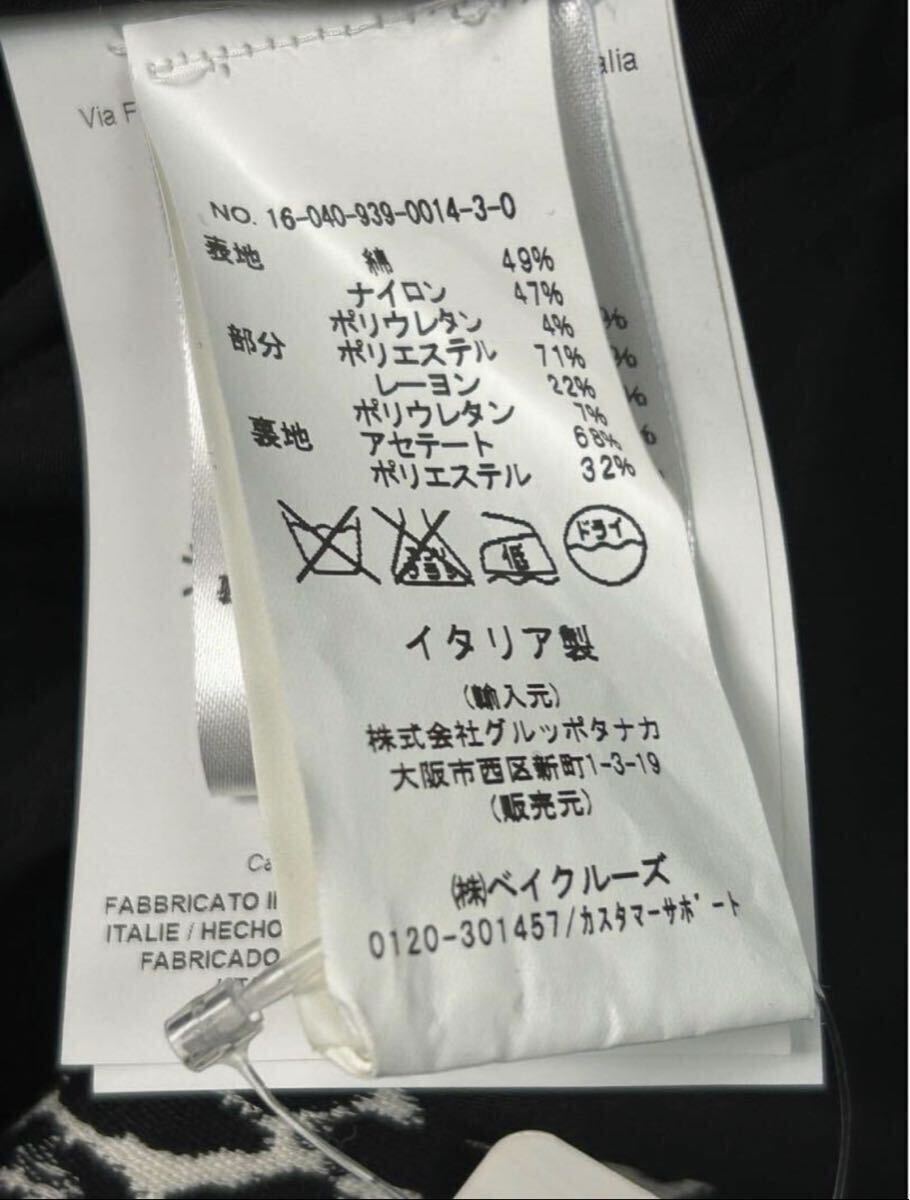 Via F
alia
NO. 16-040-939-0014-3-0
表地 綿 49%
ナイロン 47%
ポリウレタン 4%
部分 ポリエステル 71%
レーヨン 22%
ポリウレタン 7%
裏地 アセテート 68%
ポリエステル 32%
低 ドライ
イタリア製
(輸入元)
株式会社グルッポタナカ
大阪市西区新町1-3-19
(販売元)
(株)ベイクルーズ
0120-301457/カスタマーサポート
Ca
FABBRICATO I
ITALIE / HECHO
FABRICADO